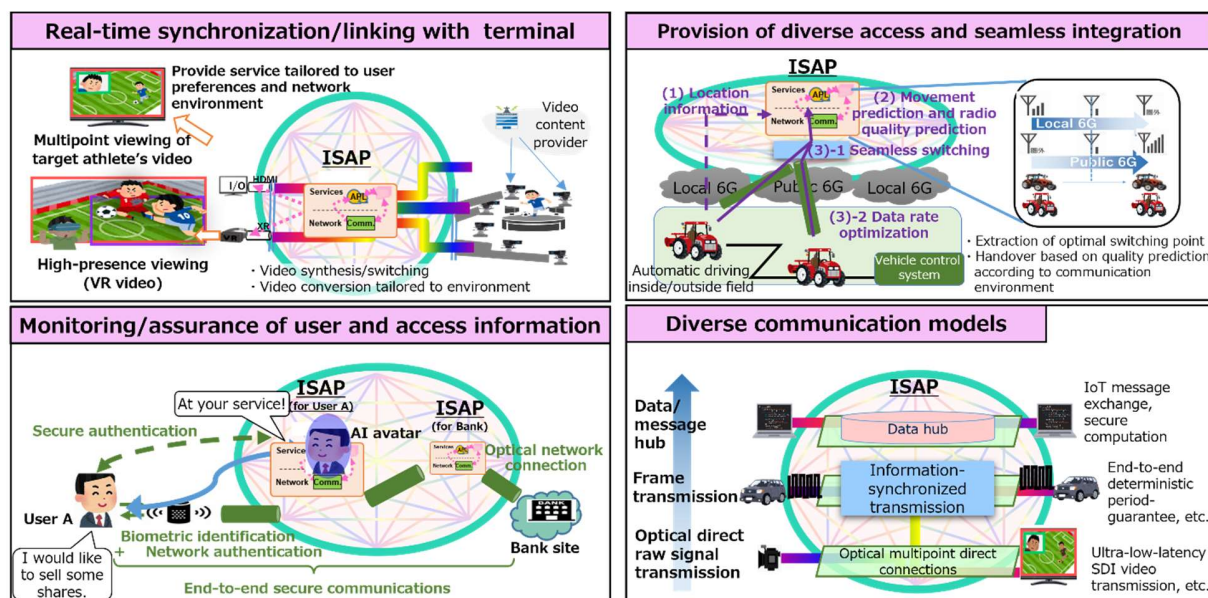 Real-time synchronization/linking with terminal
Provide service tailored to user
preferences and network
environment
Multipoint viewing of
target athlete's video
High-presence viewing
(VR video)
I/O
HDMI
XR
VR
ISAP
Services
APL
Network
Comm.
Video
content
provider
・Video synthesis/switching
・Video conversion tailored to environment
Provision of diverse access and seamless integration
ISAP
(1) Location
information
Services
APL
Network
Comm.
(2) Movement
prediction and radio
quality prediction
(3)-1 Seamless switching
Local 6G
Public 6G
Local 6G
(3)-2 Data rate
optimization
Automatic driving
inside/outside field
Vehicle control
system
Local 6G
Public 6G
・Extraction of optimal switching point
・Handover based on quality prediction
according to communication
environment
Monitoring/assurance of user and access information
ISAP
(for User A)
At your service!
AI avatar
Service
Network
Comm.
ISAP
(for Bank)
Services
APL
Network
Comm.
Secure authentication
Optical network
connection
User A
I would like
to sell some
shares.
Biometric identification
+ Network authentication
BANK
Bank site
End-to-end secure communications
Diverse communication models
ISAP
Data/
message
hub
Data hub
IoT message
exchange,
secure
computation
Frame
transmission
Information-
synchronized
transmission
End-to-end
deterministic
period-
guarantee, etc.
Optical direct
raw signal
transmission
Optical multipoint direct
connections
Ultra-low-latency
SDI video
transmission, etc.